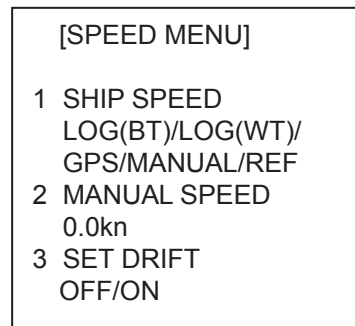 [SPEED MENU]
1 SHIP SPEED
LOG(BT)/LOG(WT)/
GPS/MANUAL/REF
2 MANUAL SPEED
0.0kn
3 SET DRIFT
OFF/ON